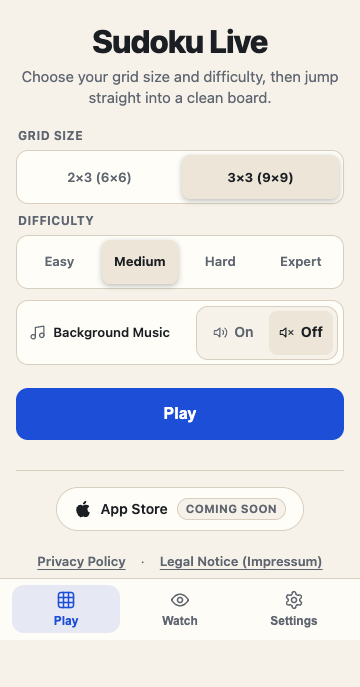 Sudoku Live
Choose your grid size and difficulty, then jump
straight into a clean board.
GRID SIZE
2×3 (6×6)
3×3 (9×9)
DIFFICULTY
Easy
Medium
Hard
Expert
Background Music
On
Off
Play
App Store
COMING SOON
Privacy Policy · Legal Notice (Impressum)
Play
Watch
Settings